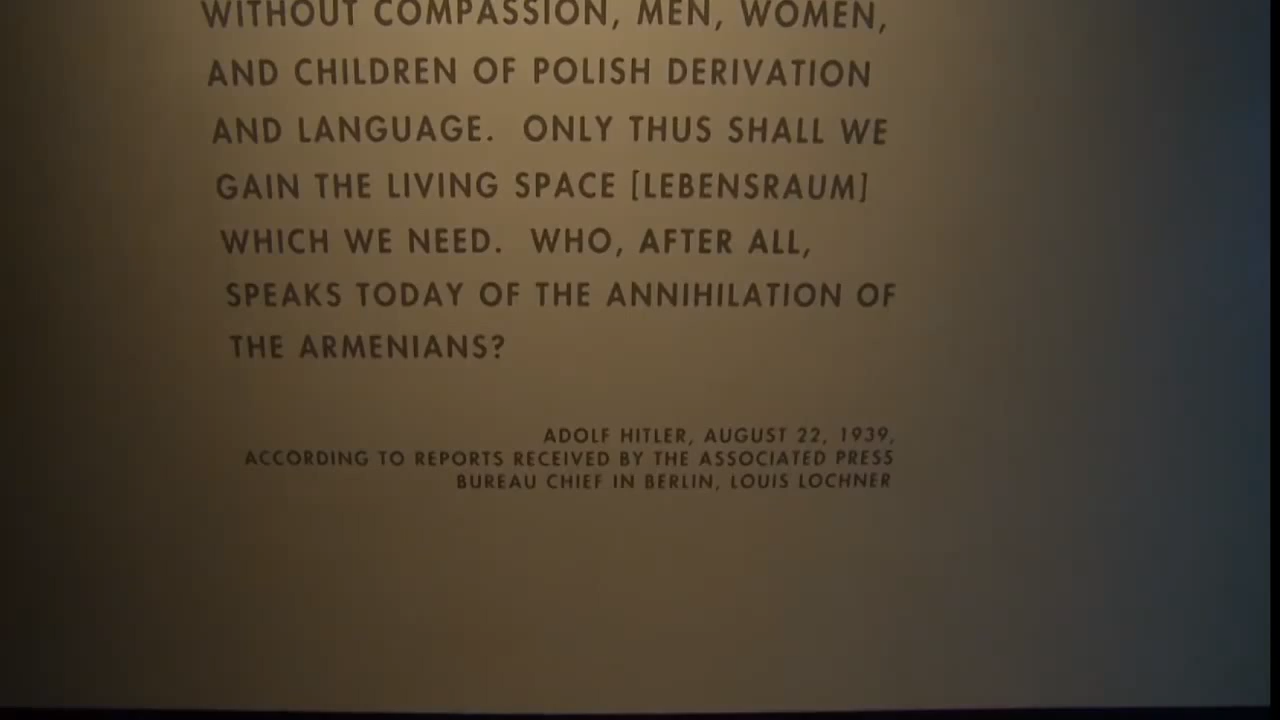 WITHOUT COMPASSION, MEN, WOMEN,
AND CHILDREN OF POLISH DERIVATION
AND LANGUAGE. ONLY THUS SHALL WE
GAIN THE LIVING SPACE [LEBENSRAUM]
WHICH WE NEED. WHO, AFTER ALL,
SPEAKS TODAY OF THE ANNIHILATION OF
THE ARMENIANS?
ADOLF HITLER, AUGUST 22, 1939,
ACCORDING TO REPORTS RECEIVED BY THE ASSOCIATED PRESS
BUREAU CHIEF IN BERLIN, LOUIS LOCHNER